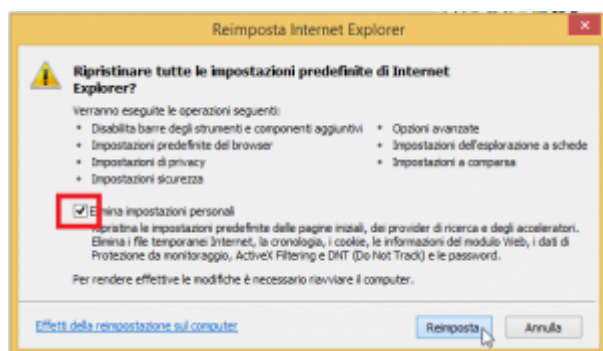 Reimposta Internet Explorer
Ripristinare tutte le impostazioni predefinite di Internet
Explorer?
Verranno eseguite le operazioni seguenti:
• Disabilita barre degli strumenti e componenti aggiuntivi
• Impostazioni predefinite del browser
• Impostazioni di privacy
• Impostazioni sicurezza
• Opzioni avanzate
• Impostazioni dell'esplorazione a schede
• Impostazioni a comparsa
Elimina impostazioni personali
Ripristina le impostazioni predefinite delle pagine iniziali, dei provider di ricerca e degli acceleratori.
Elimina i file temporanei Internet, la cronologia, i cookie, le informazioni del modulo Web, i dati di
Protezione da monitoraggio, ActiveX Filtering e DNT (Do Not Track) e le password.
Per rendere effettive le modifiche è necessario riavviare il computer.
Effetti della reimpostazione sul computer
Reimposta
Annulla